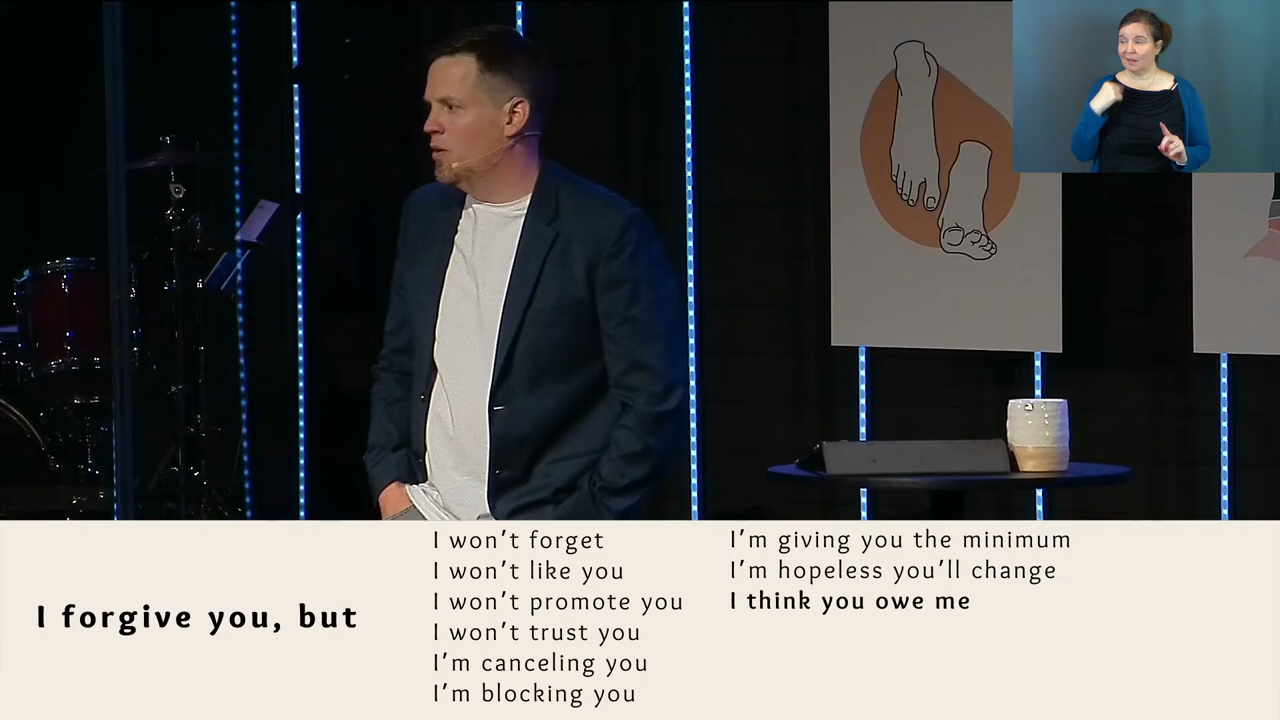 I forgive you, but
I won't forget
I won't like you
I won't promote you
I won't trust you
I'm canceling you
I'm blocking you
I'm giving you the minimum
I'm hopeless you'll change
I think you owe me